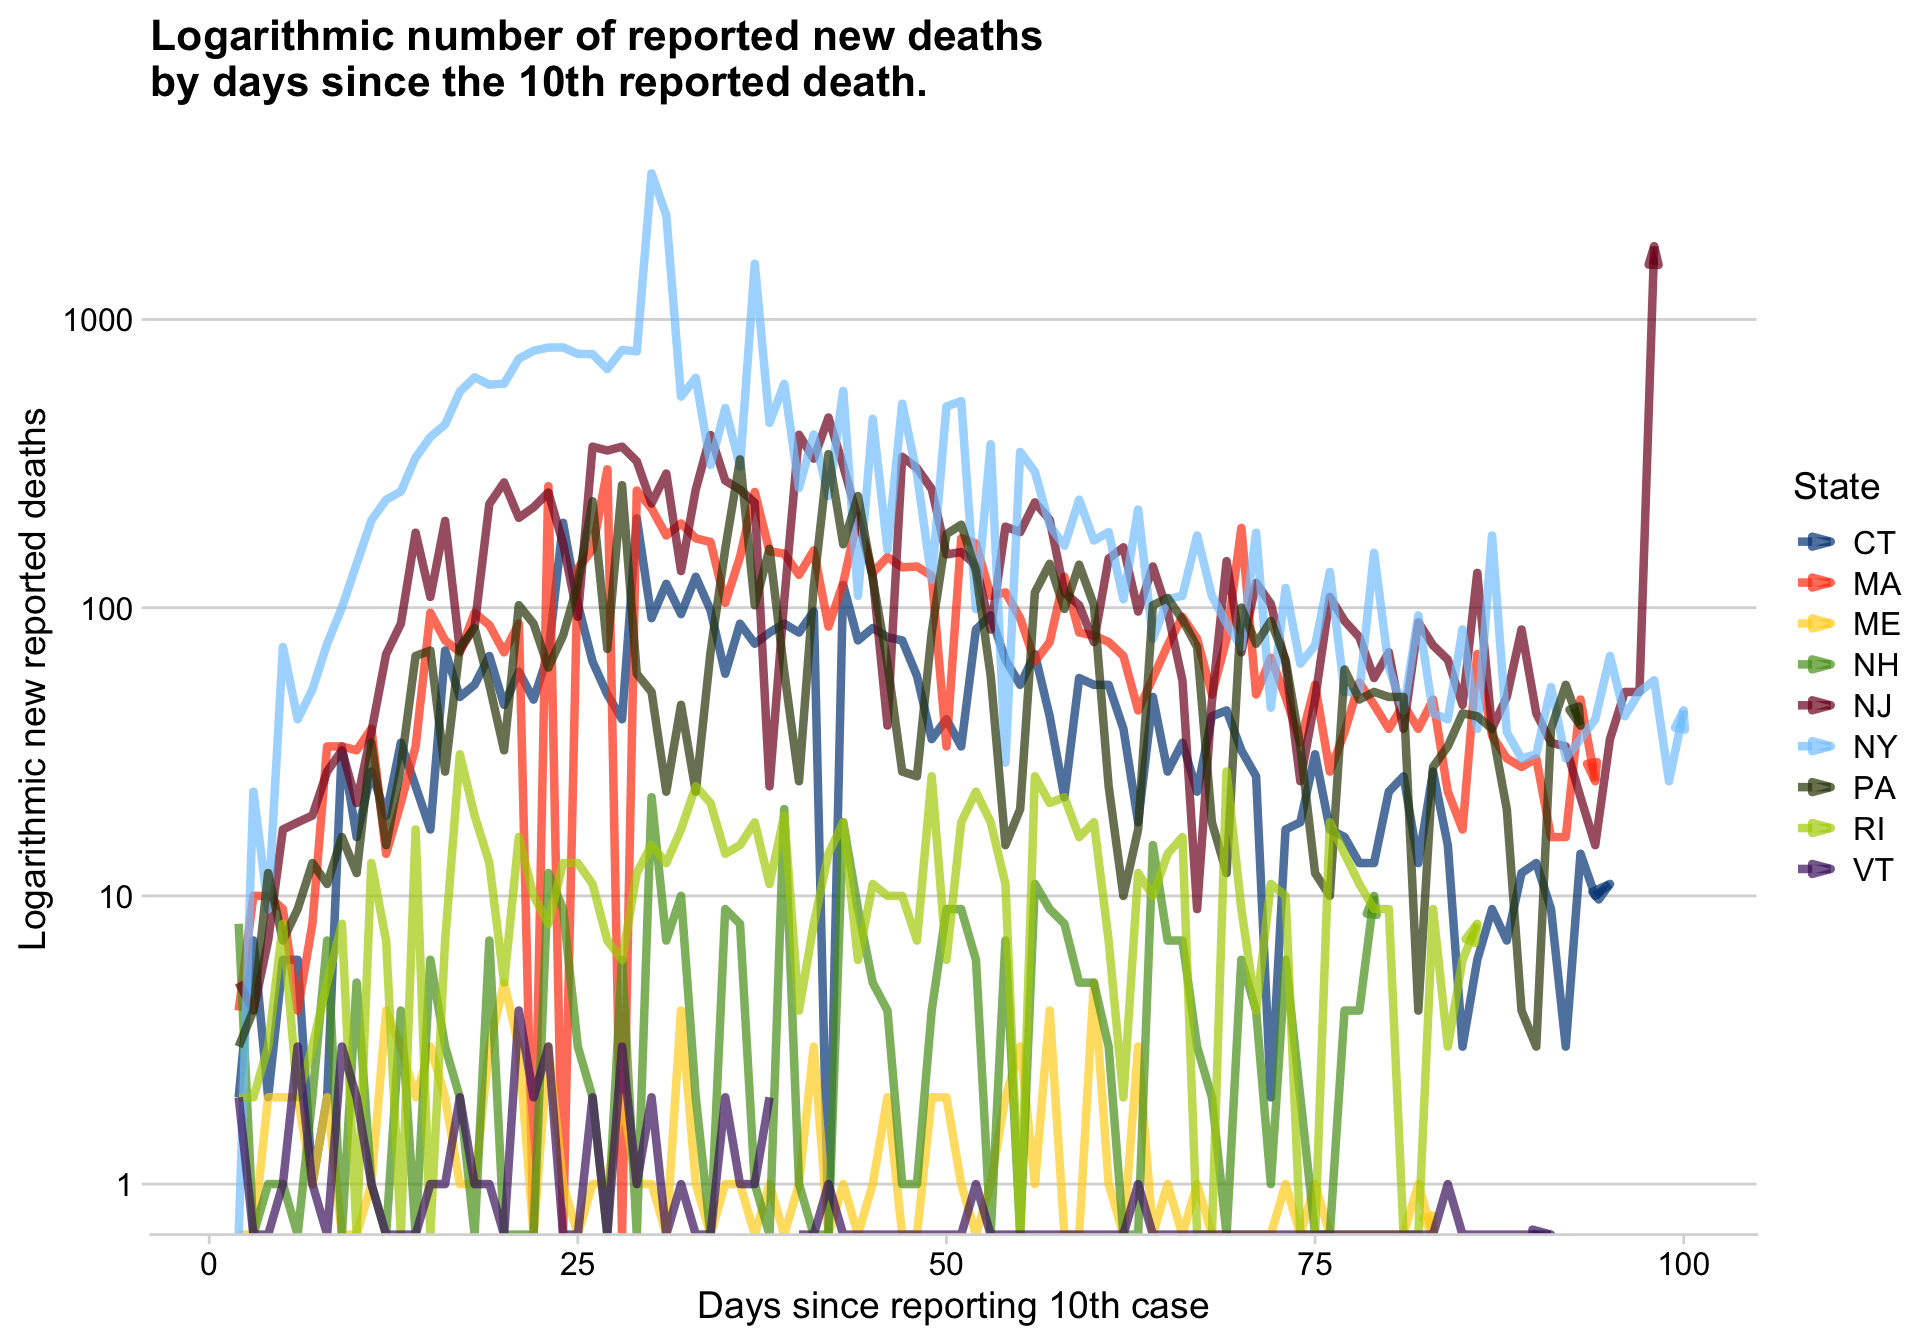 Logarithmic number of reported new deaths
by days since the 10th reported death.
Logarithmic new reported deaths
1000
100
10
1
0
25
50
75
100
Days since reporting 10th case
State
CT
MA
ME
NH
NJ
NY
PA
RI
VT